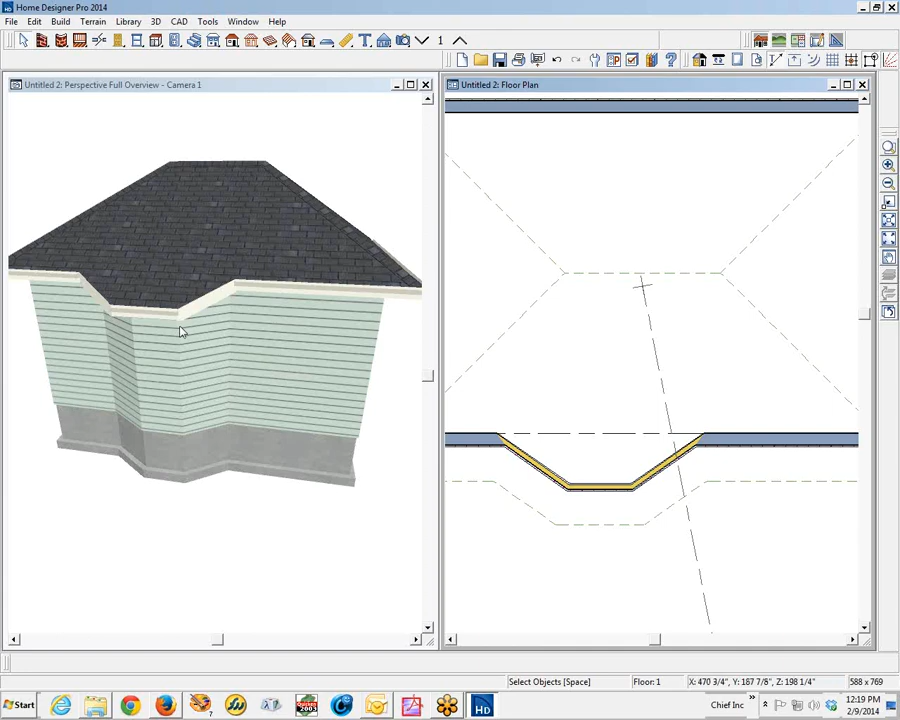 Home Designer Pro 2014
File Edit Build Terrain Library 3D CAD Tools Window Help
1
Untitled 2: Perspective Full Overview - Camera 1
Untitled 2: Floor Plan
Select Objects [Space] Floor: 1 X: 470 3/4", Y: 187 7/8", Z: 198 1/4" 588 x 769
Start
Chief Inc
12:19 PM
2/9/2014